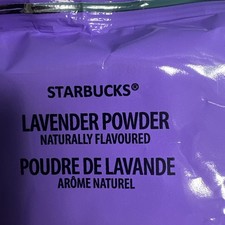 STARBUCKS®
LAVENDER POWDER
NATURALLY FLAVOURED
POUDRE DE LAVANDE
ARÔME NATUREL